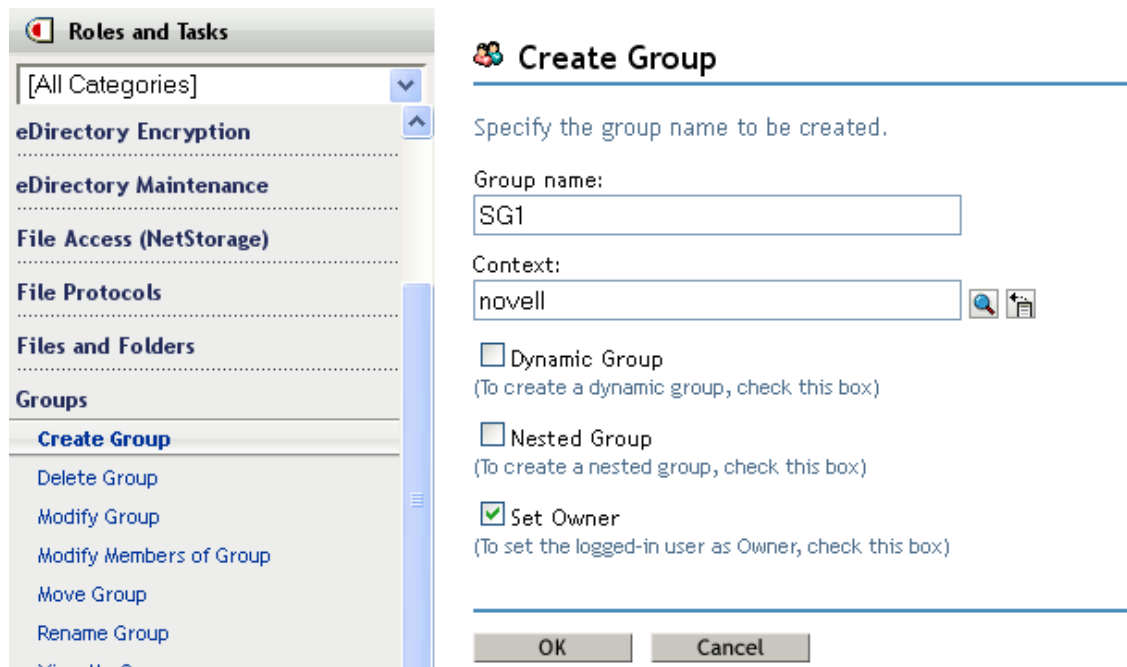 Roles and Tasks
[All Categories]
eDirectory Encryption
eDirectory Maintenance
File Access (NetStorage)
File Protocols
Files and Folders
Groups
Create Group
Delete Group
Modify Group
Modify Members of Group
Move Group
Rename Group
Create Group
Specify the group name to be created.
Group name:
SG1
Context:
novell
Dynamic Group
(To create a dynamic group, check this box)
Nested Group
(To create a nested group, check this box)
Set Owner
(To set the logged-in user as Owner, check this box)
OK Cancel